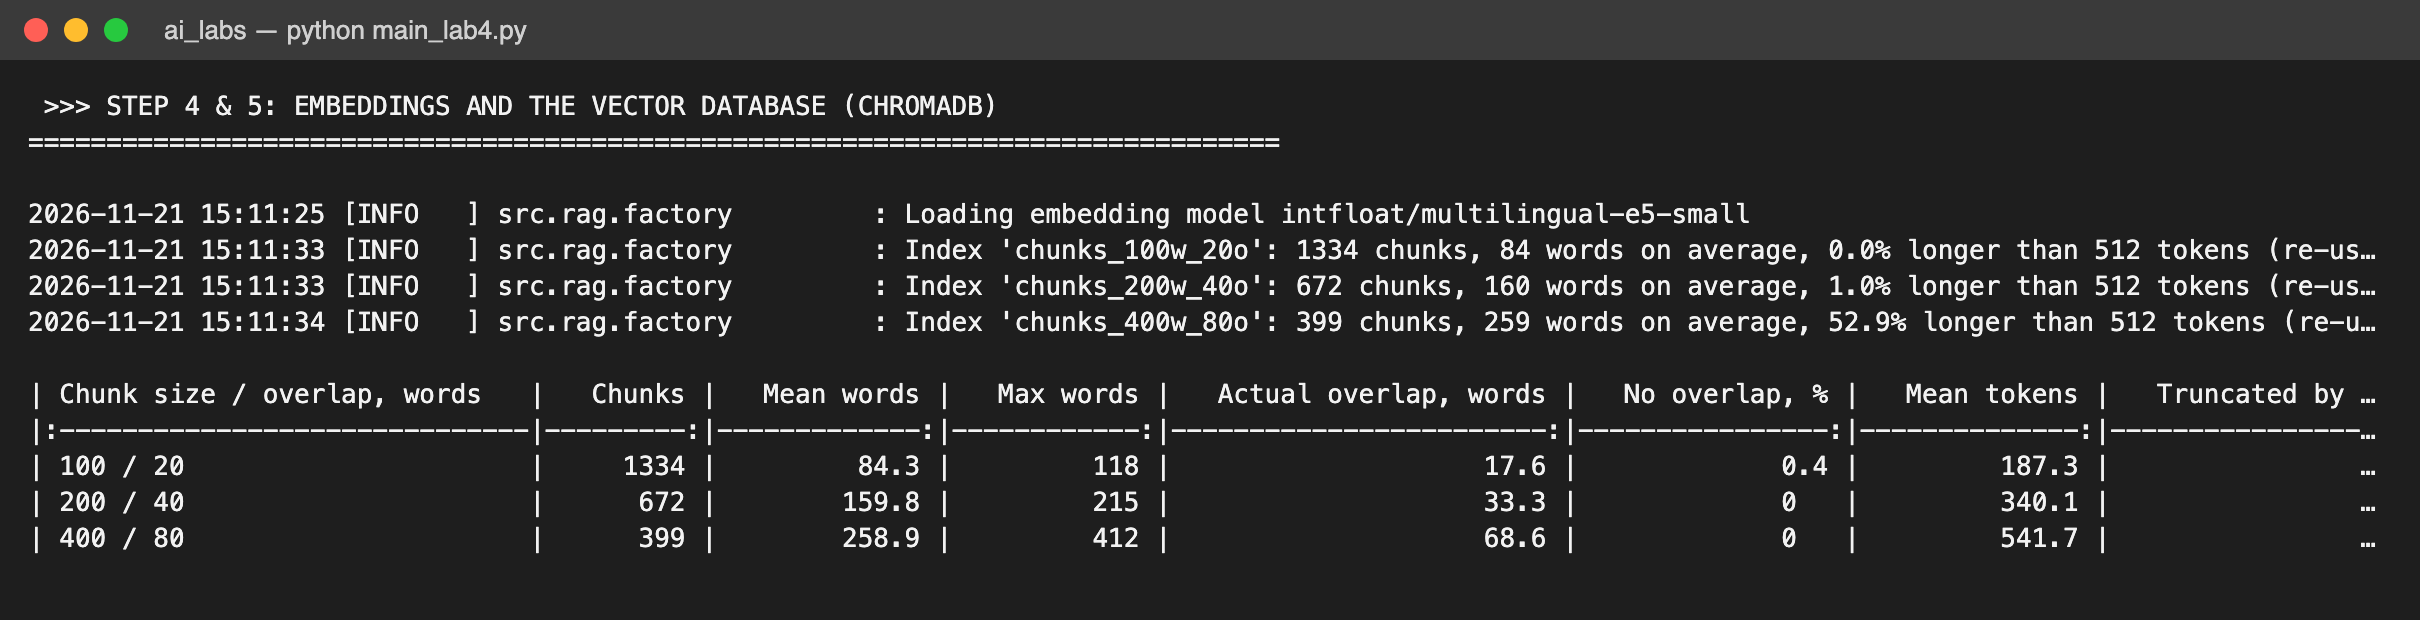 ai_labs — python main_lab4.py
>>> STEP 4 & 5: EMBEDDINGS AND THE VECTOR DATABASE (CHROMADB)
================================================================================
2026-11-21 15:11:25 [INFO   ] src.rag.factory         : Loading embedding model intfloat/multilingual-e5-small
2026-11-21 15:11:33 [INFO   ] src.rag.factory         : Index 'chunks_100w_20o': 1334 chunks, 84 words on average, 0.0% longer than 512 tokens (re-us…
2026-11-21 15:11:33 [INFO   ] src.rag.factory         : Index 'chunks_200w_40o': 672 chunks, 160 words on average, 1.0% longer than 512 tokens (re-us…
2026-11-21 15:11:34 [INFO   ] src.rag.factory         : Index 'chunks_400w_80o': 399 chunks, 259 words on average, 52.9% longer than 512 tokens (re-u…
| Chunk size / overlap, words   |   Chunks |   Mean words |   Max words |   Actual overlap, words |   No overlap, % |   Mean tokens |   Truncated by …
|:------------------------------|---------:|-------------:|------------:|------------------------:|----------------:|--------------:|----------------…
| 100 / 20                      |     1334 |         84.3 |         118 |                    17.6 |             0.4 |         187.3 |                …
| 200 / 40                      |      672 |        159.8 |         215 |                    33.3 |             0   |         340.1 |                …
| 400 / 80                      |      399 |        258.9 |         412 |                    68.6 |             0   |         541.7 |                …